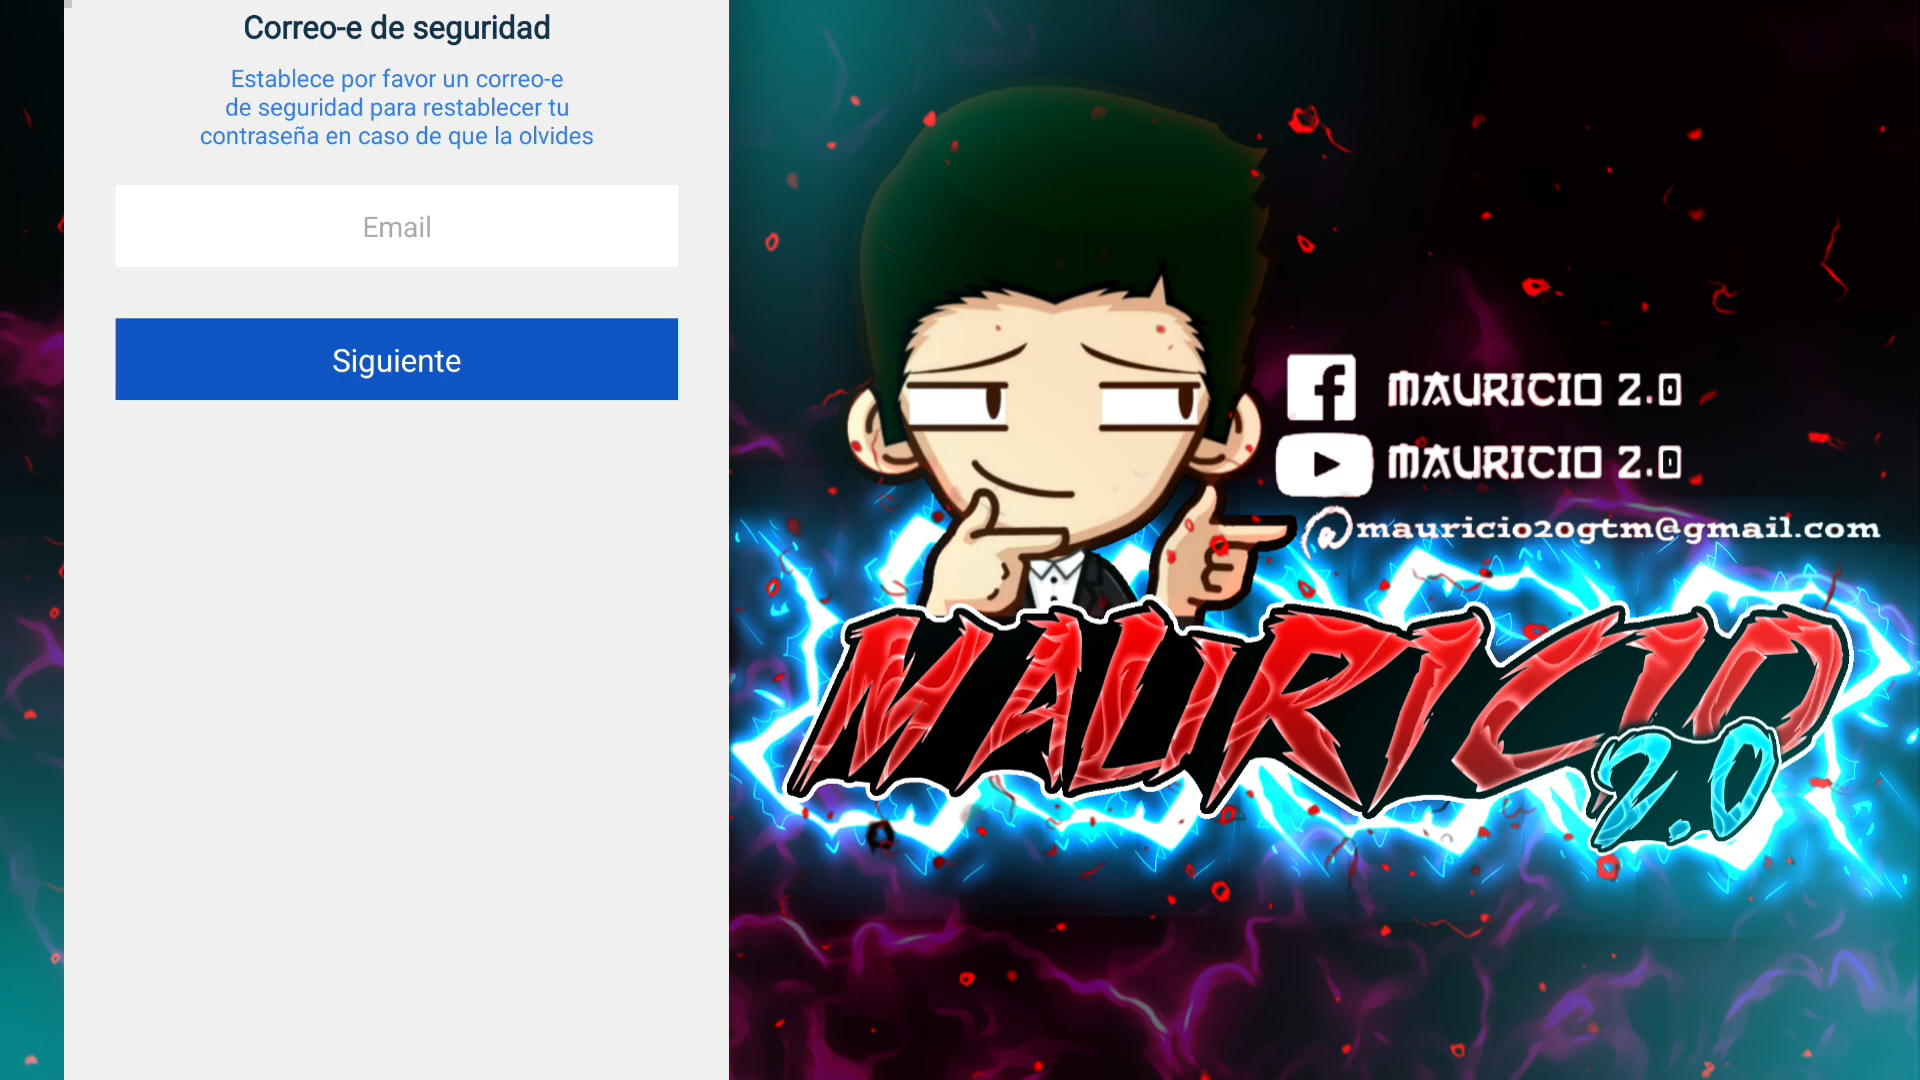 Correo-e de seguridad
Establece por favor un correo-e
de seguridad para restablecer tu
contraseña en caso de que la olvides
Email
Siguiente
MAURICIO 2.0
MAURICIO 2.0
@mauricio20gtm@gmail.com
MAURICIO
2.0